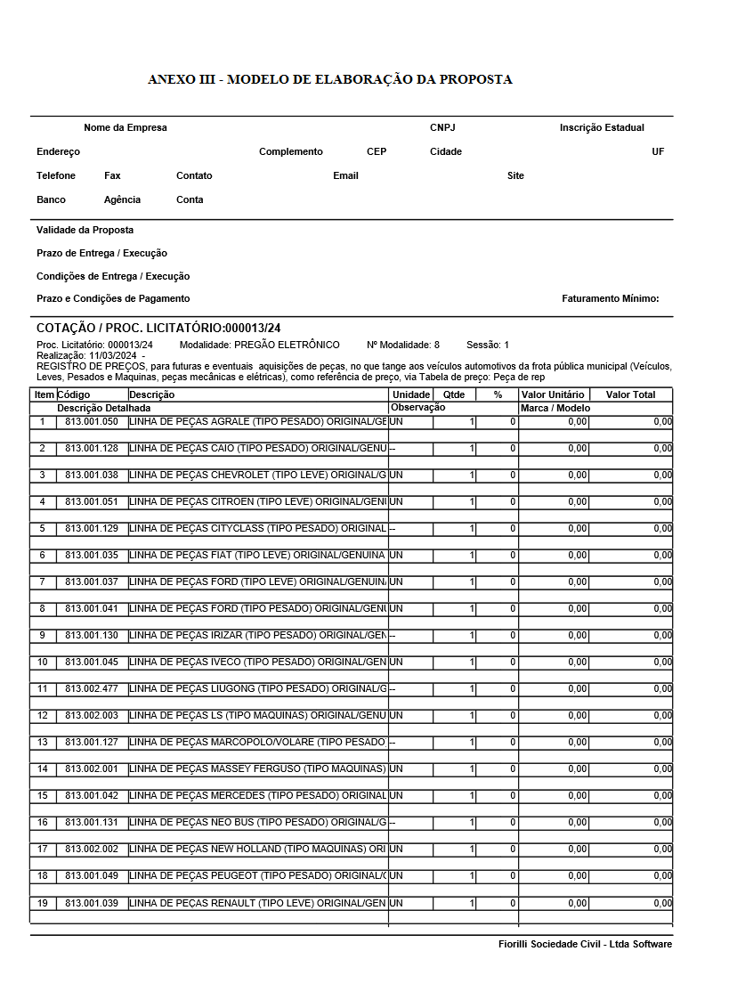 ANEXO III - MODELO DE ELABORAÇÃO DA PROPOSTA
Nome da Empresa CNPJ Inscrição Estadual
Endereço Complemento CEP Cidade UF
Telefone Fax Contato Email Site
Banco Agência Conta
Validade da Proposta
Prazo de Entrega / Execução
Condições de Entrega / Execução
Prazo e Condições de Pagamento Faturamento Mínimo:
COTAÇÃO / PROC. LICITATÓRIO:000013/24
Proc. Licitatório: 000013/24 Modalidade: PREGÃO ELETRÔNICO Nº Modalidade: 8 Sessão: 1
Realização: 11/03/2024 -
REGISTRO DE PREÇOS, para futuras e eventuais aquisições de peças, no que tange aos veículos automotivos da frota pública municipal (Veículos,
Leves, Pesados e Maquinas, peças mecânicas e elétricas), como referência de preço, via Tabela de preço: Peça de rep
Item Código Descrição Unidade Qtde % Valor Unitário Valor Total
Descrição Detalhada Observação Marca / Modelo
1 813.001.050 LINHA DE PEÇAS AGRALE (TIPO PESADO) ORIGINAL/GE UN 1 0 0,00 0,00
2 813.001.128 LINHA DE PEÇAS CAIO (TIPO PESADO) ORIGINAL/GENU -- 1 0 0,00 0,00
3 813.001.038 LINHA DE PEÇAS CHEVROLET (TIPO LEVE) ORIGINAL/G UN 1 0 0,00 0,00
4 813.001.051 LINHA DE PEÇAS CITROEN (TIPO LEVE) ORIGINAL/GENU UN 1 0 0,00 0,00
5 813.001.129 LINHA DE PEÇAS CITYCLASS (TIPO PESADO) ORIGINAL -- 1 0 0,00 0,00
6 813.001.035 LINHA DE PEÇAS FIAT (TIPO LEVE) ORIGINAL/GENUINA UN 1 0 0,00 0,00
7 813.001.037 LINHA DE PEÇAS FORD (TIPO LEVE) ORIGINAL/GENUINA UN 1 0 0,00 0,00
8 813.001.041 LINHA DE PEÇAS FORD (TIPO PESADO) ORIGINAL/GENU UN 1 0 0,00 0,00
9 813.001.130 LINHA DE PEÇAS IRIZAR (TIPO PESADO) ORIGINAL/GEN -- 1 0 0,00 0,00
10 813.001.045 LINHA DE PEÇAS IVECO (TIPO PESADO) ORIGINAL/GEN UN 1 0 0,00 0,00
11 813.002.477 LINHA DE PEÇAS LIUGONG (TIPO PESADO) ORIGINAL/G -- 1 0 0,00 0,00
12 813.002.003 LINHA DE PEÇAS LS (TIPO MAQUINAS) ORIGINAL/GENU UN 1 0 0,00 0,00
13 813.001.127 LINHA DE PEÇAS MARCOPOLO/VOLARE (TIPO PESADO) -- 1 0 0,00 0,00
14 813.002.001 LINHA DE PEÇAS MASSEY FERGUSO (TIPO MAQUINAS) UN 1 0 0,00 0,00
15 813.001.042 LINHA DE PEÇAS MERCEDES (TIPO PESADO) ORIGINAL UN 1 0 0,00 0,00
16 813.001.131 LINHA DE PEÇAS NEO BUS (TIPO PESADO) ORIGINAL/G -- 1 0 0,00 0,00
17 813.002.002 LINHA DE PEÇAS NEW HOLLAND (TIPO MAQUINAS) ORI UN 1 0 0,00 0,00
18 813.001.049 LINHA DE PEÇAS PEUGEOT (TIPO PESADO) ORIGINAL/G UN 1 0 0,00 0,00
19 813.001.039 LINHA DE PEÇAS RENAULT (TIPO LEVE) ORIGINAL/GEN UN 1 0 0,00 0,00
Fiorilli Sociedade Civil - Ltda Software